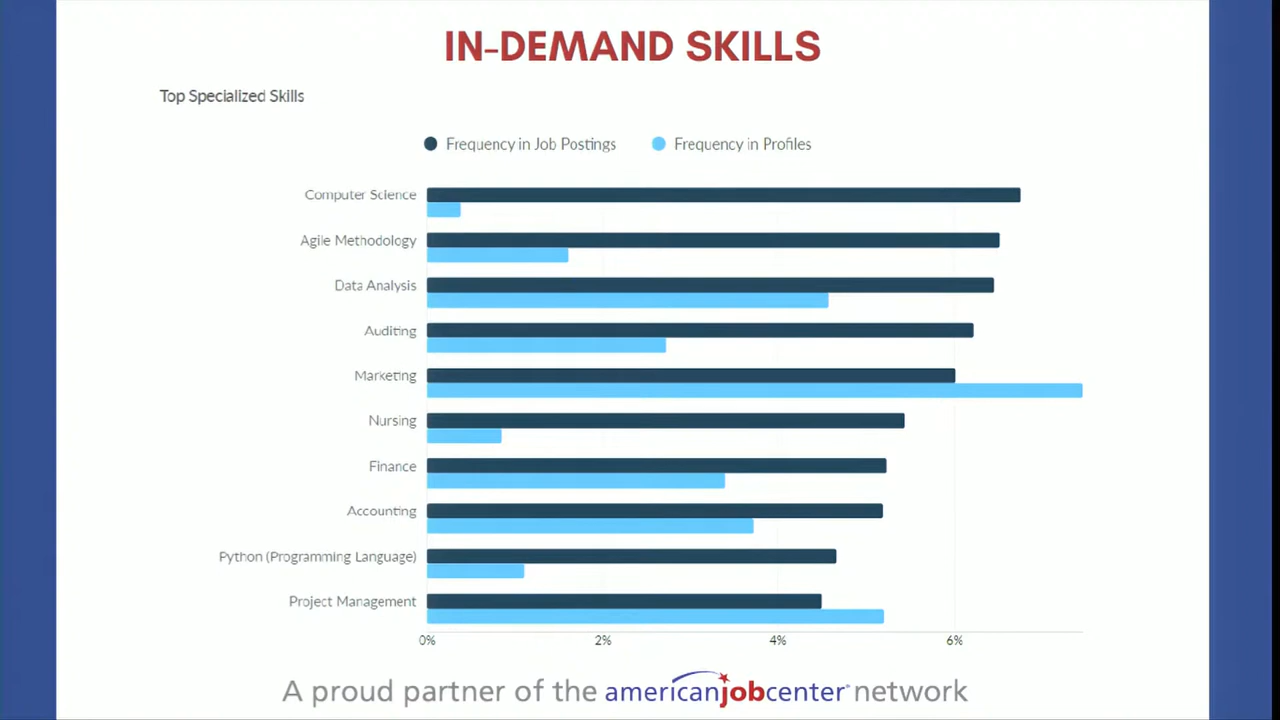 IN-DEMAND SKILLS
Top Specialized Skills
Frequency in Job Postings Frequency in Profiles
Computer Science
Agile Methodology
Data Analysis
Auditing
Marketing
Nursing
Finance
Accounting
Python (Programming Language)
Project Management
0% 2% 4% 6%
A proud partner of the americanjobcenter network